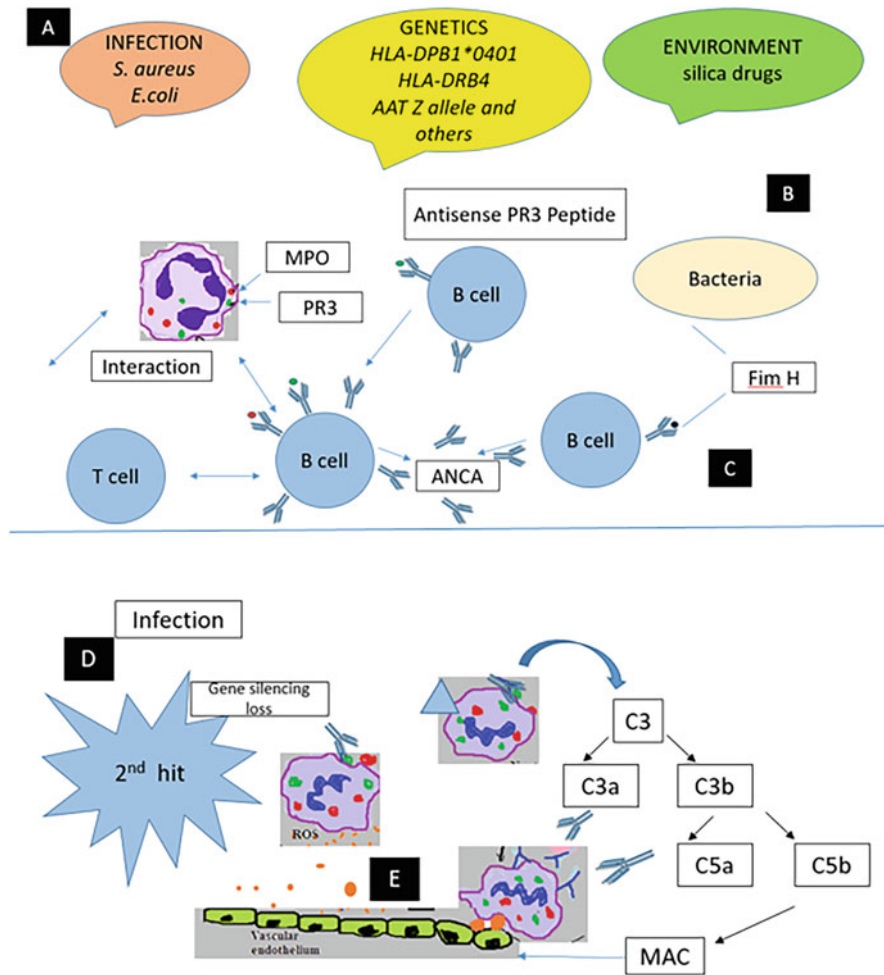 A
INFECTION
S. aureus
E.coli
GENETICS
HLA-DPB1*0401
HLA-DRB4
AAT Z allele and
others
ENVIRONMENT
silica drugs
B
Antisense PR3 Peptide
MPO
PR3
B cell
Bacteria
Interaction
Fim H
T cell
B cell
ANCA
B cell
C
Infection
D
Gene silencing
loss
2nd hit
ROS
C3
C3a
C3b
C5a
C5b
E
Vascular
endothelium
MAC